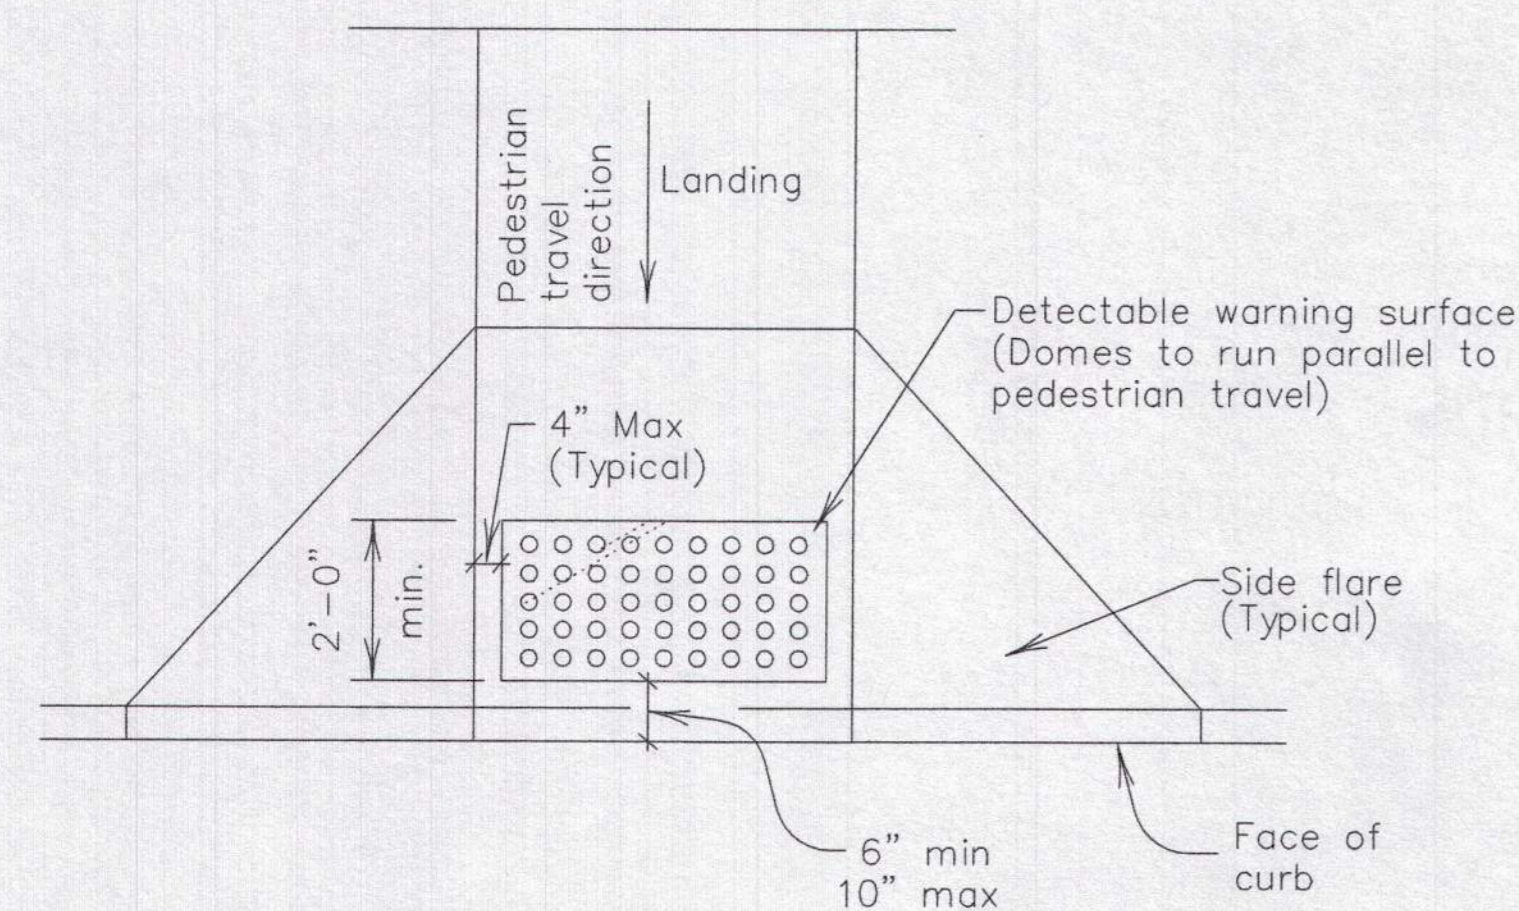 Pedestrian
travel
direction
Landing
Detectable warning surface
(Domes to run parallel to
pedestrian travel)
4” Max
(Typical)
2'-0”
min.
Side flare
(Typical)
6” min
10” max
Face of
curb